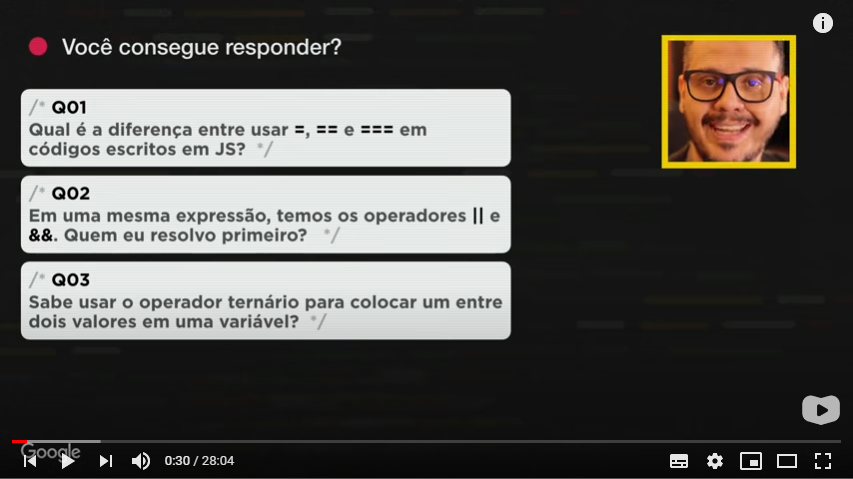 Você consegue responder?
/* Q01
Qual é a diferença entre usar =, == e === em
códigos escritos em JS? */
/* Q02
Em uma mesma expressão, temos os operadores || e
&&. Quem eu resolvo primeiro? */
/* Q03
Sabe usar o operador ternário para colocar um entre
dois valores em uma variável? */
Google
0:30 / 28:04